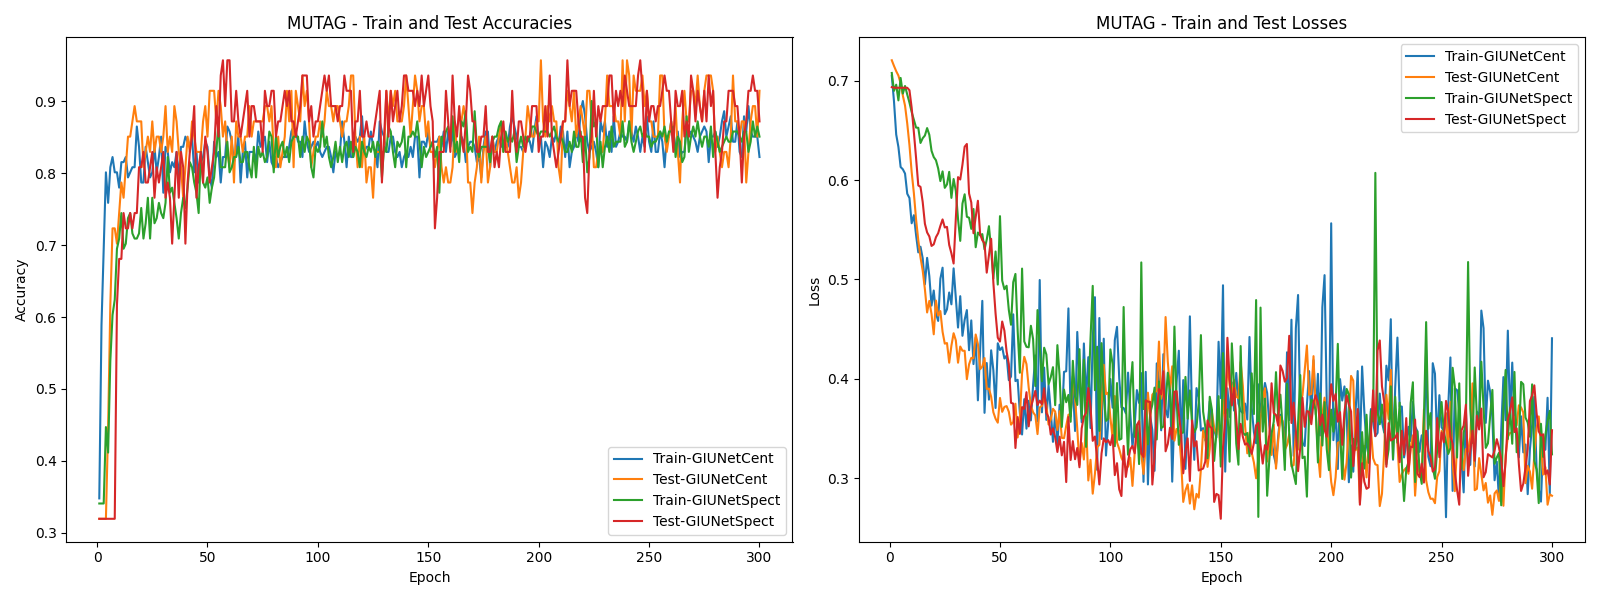 MUTAG - Train and Test Accuracies
Accuracy
0.9
0.8
0.7
0.6
0.5
0.4
0.3
0
50
100
150
200
250
300
Epoch
Train-GIUNetCent
Test-GIUNetCent
Train-GIUNetSpect
Test-GIUNetSpect
MUTAG - Train and Test Losses
Loss
0.7
0.6
0.5
0.4
0.3
0
50
100
150
200
250
300
Epoch
Train-GIUNetCent
Test-GIUNetCent
Train-GIUNetSpect
Test-GIUNetSpect